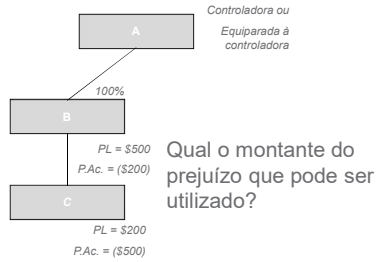 Controladora ou
A
Equiparada à
controladora
100%
B
PL = $500
P.Ac. = ($200)
Qual o montante do
prejuízo que pode ser
utilizado?
C
PL = $200
P.Ac. = ($500)